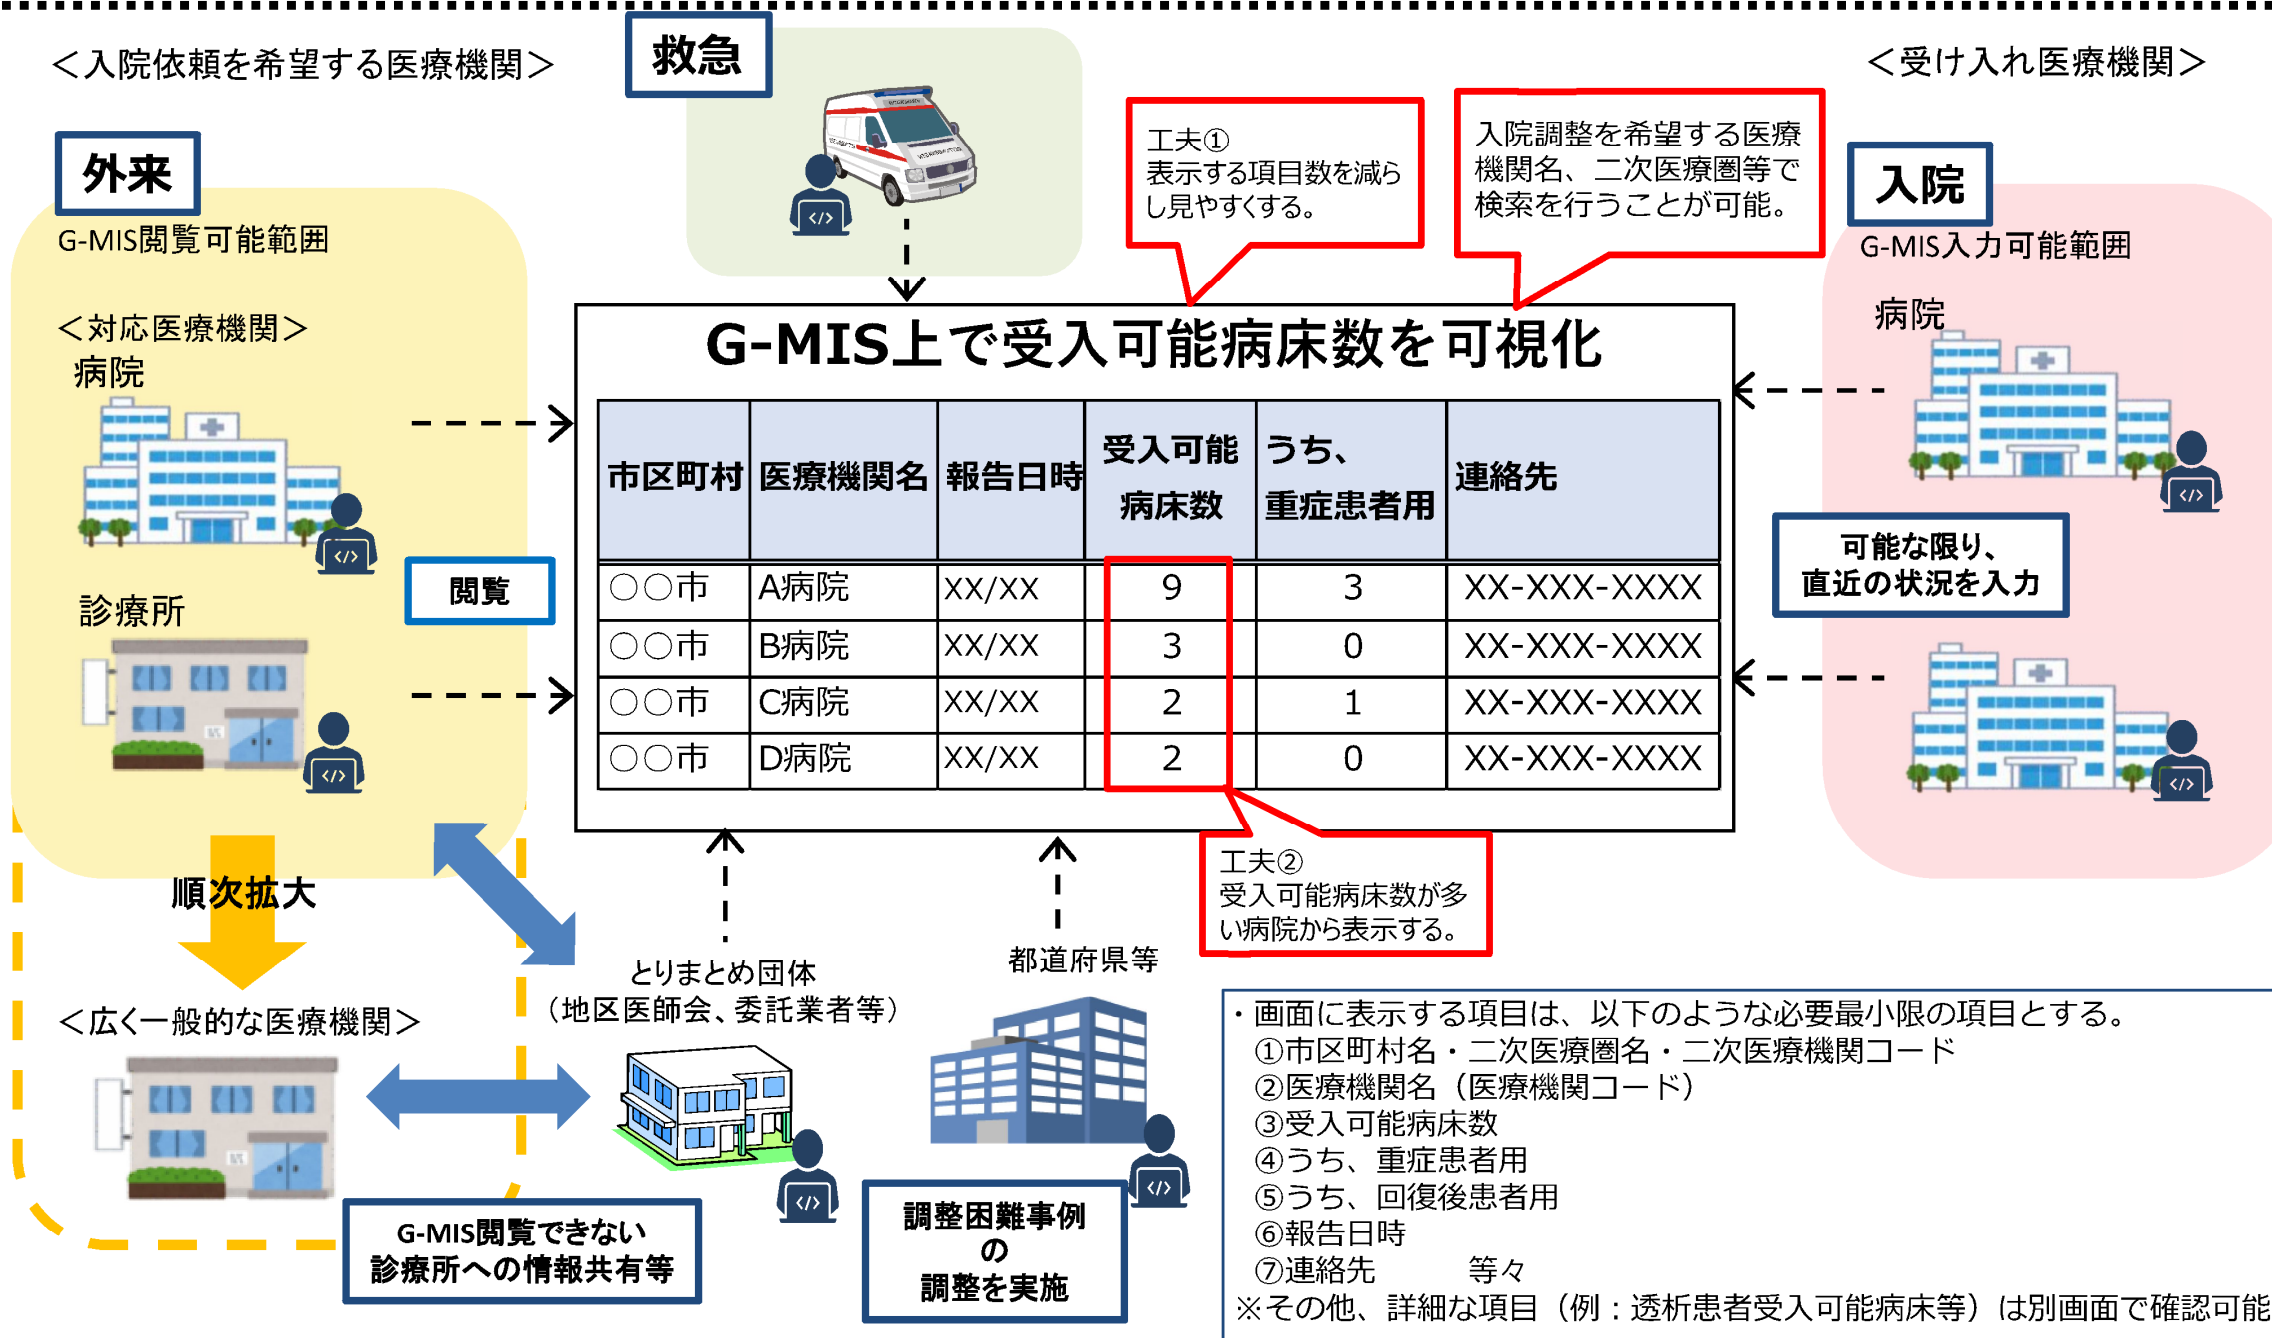 ＜入院依頼を希望する医療機関＞
救急
＜受け入れ医療機関＞
外来
G-MIS閲覧可能範囲
＜対応医療機関＞
病院
診療所
閲覧
工夫①
表示する項目数を減ら
し見やすくする。
入院調整を希望する医療
機関名、二次医療圏等で
検索を行うことが可能。
入院
G-MIS入力可能範囲
病院
可能な限り、
直近の状況を入力
G-MIS上で受入可能病床数を可視化
市区町村 医療機関名 報告日時 受入可能病床数 うち、重症患者用 連絡先
○○市 A病院 XX/XX 9 3 XX-XXX-XXXX
○○市 B病院 XX/XX 3 0 XX-XXX-XXXX
○○市 C病院 XX/XX 2 1 XX-XXX-XXXX
○○市 D病院 XX/XX 2 0 XX-XXX-XXXX
工夫②
受入可能病床数が多
い病院から表示する。
順次拡大
＜広く一般的な医療機関＞
とりまとめ団体
（地区医師会、委託業者等）
都道府県等
G-MIS閲覧できない
診療所への情報共有等
調整困難事例
の
調整を実施
・画面に表示する項目は、以下のような必要最小限の項目とする。
①市区町村名・二次医療圏名・二次医療機関コード
②医療機関名（医療機関コード）
③受入可能病床数
④うち、重症患者用
⑤うち、回復後患者用
⑥報告日時
⑦連絡先 等々
※その他、詳細な項目（例：透析患者受入可能病床等）は別画面で確認可能